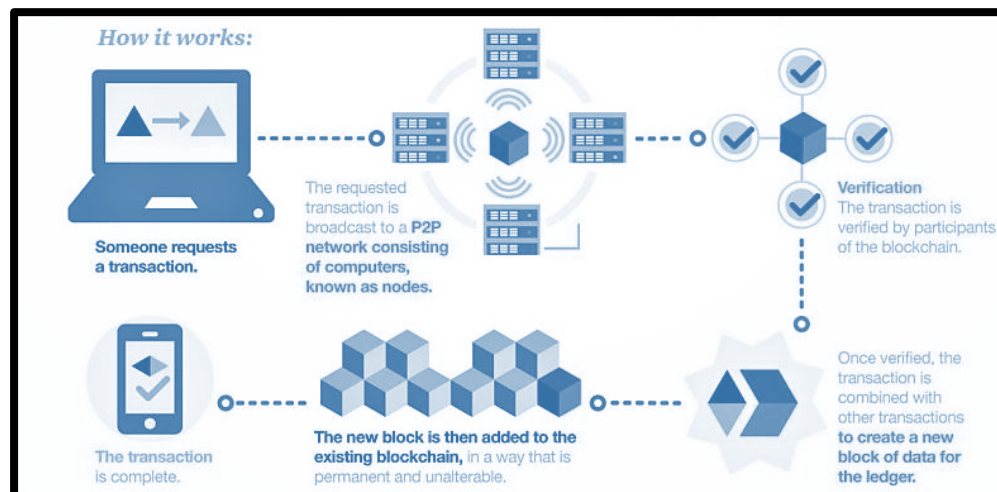 How it works:
Someone requests
a transaction.
The requested
transaction is
broadcast to a P2P
network consisting
of computers,
known as nodes.
Verification
The transaction is
verified by participants
of the blockchain.
Once verified, the
transaction is
combined with
other transactions
to create a new
block of data for
the ledger.
The new block is then added to the
existing blockchain, in a way that is
permanent and unalterable.
The transaction
is complete.